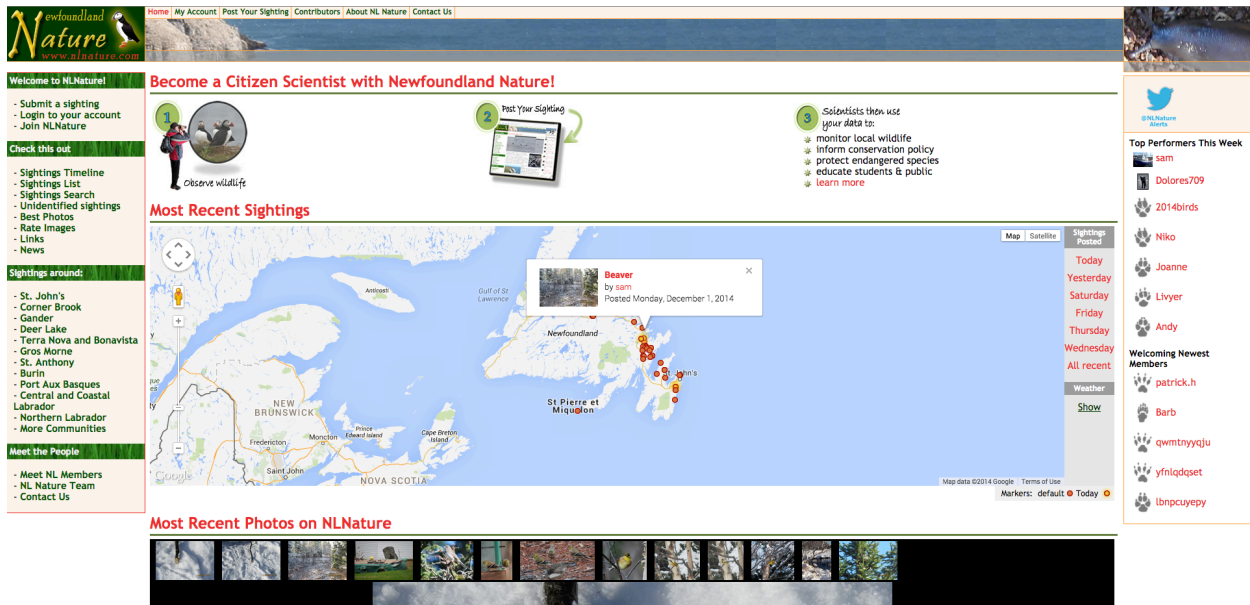 ewfoundland
Nature
www.nlnature.com
Home My Account Post Your Sighting Contributors About NL Nature Contact Us
Welcome to NLNature!
- Submit a sighting
- Login to your account
- Join NLNature
Check this out
- Sightings Timeline
- Sightings List
- Sightings Search
- Unidentified sightings
- Best Photos
- Rate Images
- Links
- News
Sightings around:
- St. John's
- Corner Brook
- Gander
- Deer Lake
- Terra Nova and Bonavista
- Gros Morne
- St. Anthony
- Burin
- Port Aux Basques
- Central and Coastal
Labrador
- Northern Labrador
- More Communities
Meet the People
- Meet NL Members
- NL Nature Team
- Contact Us
Become a Citizen Scientist with Newfoundland Nature!
1
Observe wildlife
2
Post Your Sighting
3
Scientists then use
your data to:
monitor local wildlife
inform conservation policy
protect endangered species
educate students & public
learn more
Most Recent Sightings
Map Satellite
Anticosti
Gulf of St
Lawrence
Beaver
by sam
Posted Monday, December 1, 2014
Newfoundland
St John's
St Pierre et
Miquelon
NEW
BRUNSWICK
Prince
Edward Island
Cape Breton
Island
Fredericton
Moncton
Saint John
NOVA SCOTIA
Google
Map data ©2014 Google Terms of Use
Sightings
Posted
Today
Yesterday
Saturday
Friday
Thursday
Wednesday
All recent
Weather
Show
Markers: default Today
Most Recent Photos on NLNature
@NLNature
Alerts
Top Performers This Week
sam
Dolores709
2014birds
Niko
Joanne
Livyer
Andy
Welcoming Newest
Members
patrick.h
Barb
qwmtnyyqju
yfnlqdqset
lbnpcuyepy